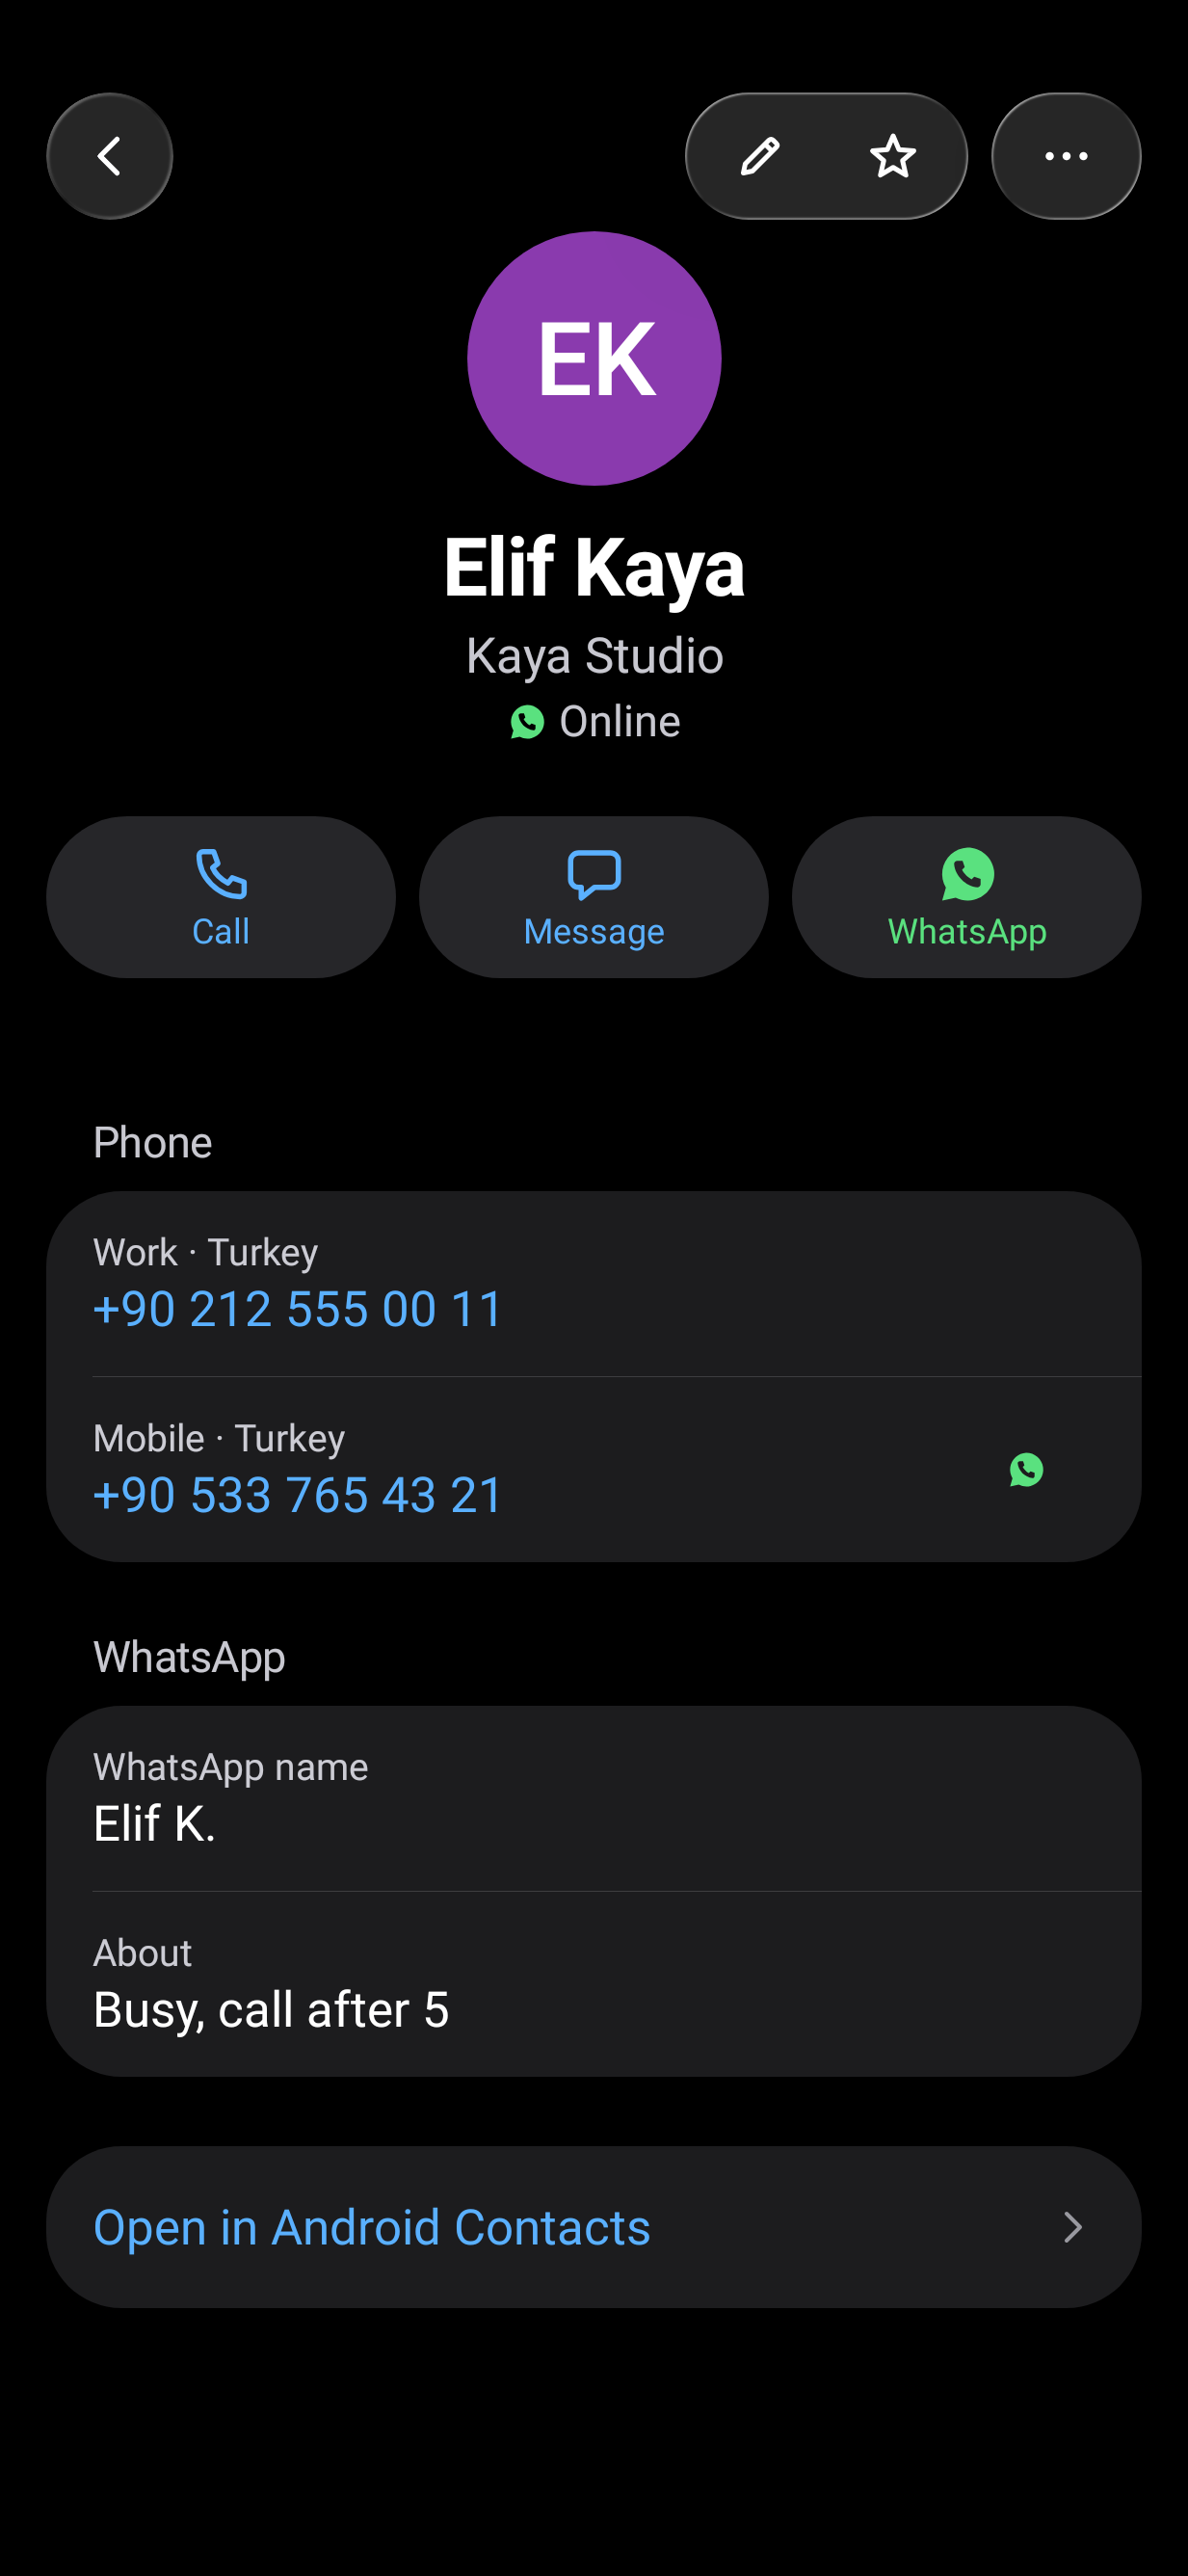 EK
Elif Kaya
Kaya Studio
Online
Call
Message
WhatsApp
Phone
Work · Turkey
+90 212 555 00 11
Mobile · Turkey
+90 533 765 43 21
WhatsApp
WhatsApp name
Elif K.
About
Busy, call after 5
Open in Android Contacts